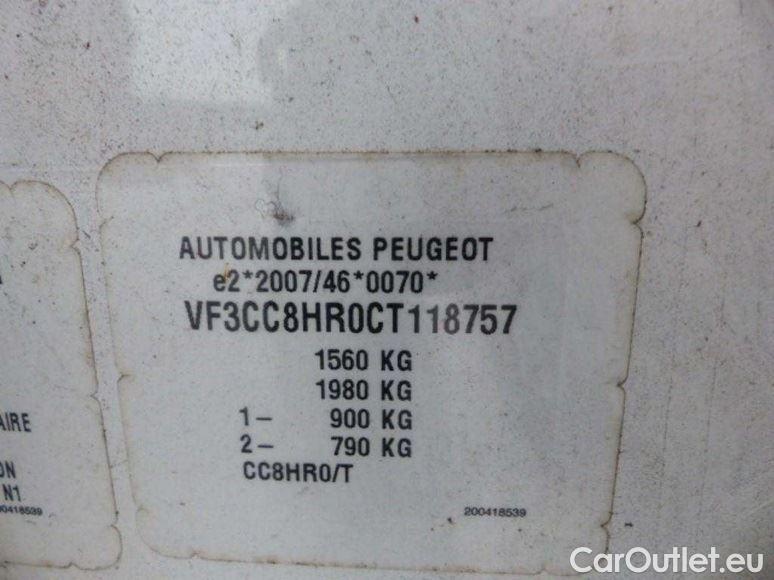 AUTOMOBILES PEUGEOT
e2*2007/46*0070*
VF3CC8HR0CT118757
1560 KG
1980 KG
1- 900 KG
2- 790 KG
CC8HR0/T
200418539
AIRE
ON
N1
00418539
CarOutlet.eu